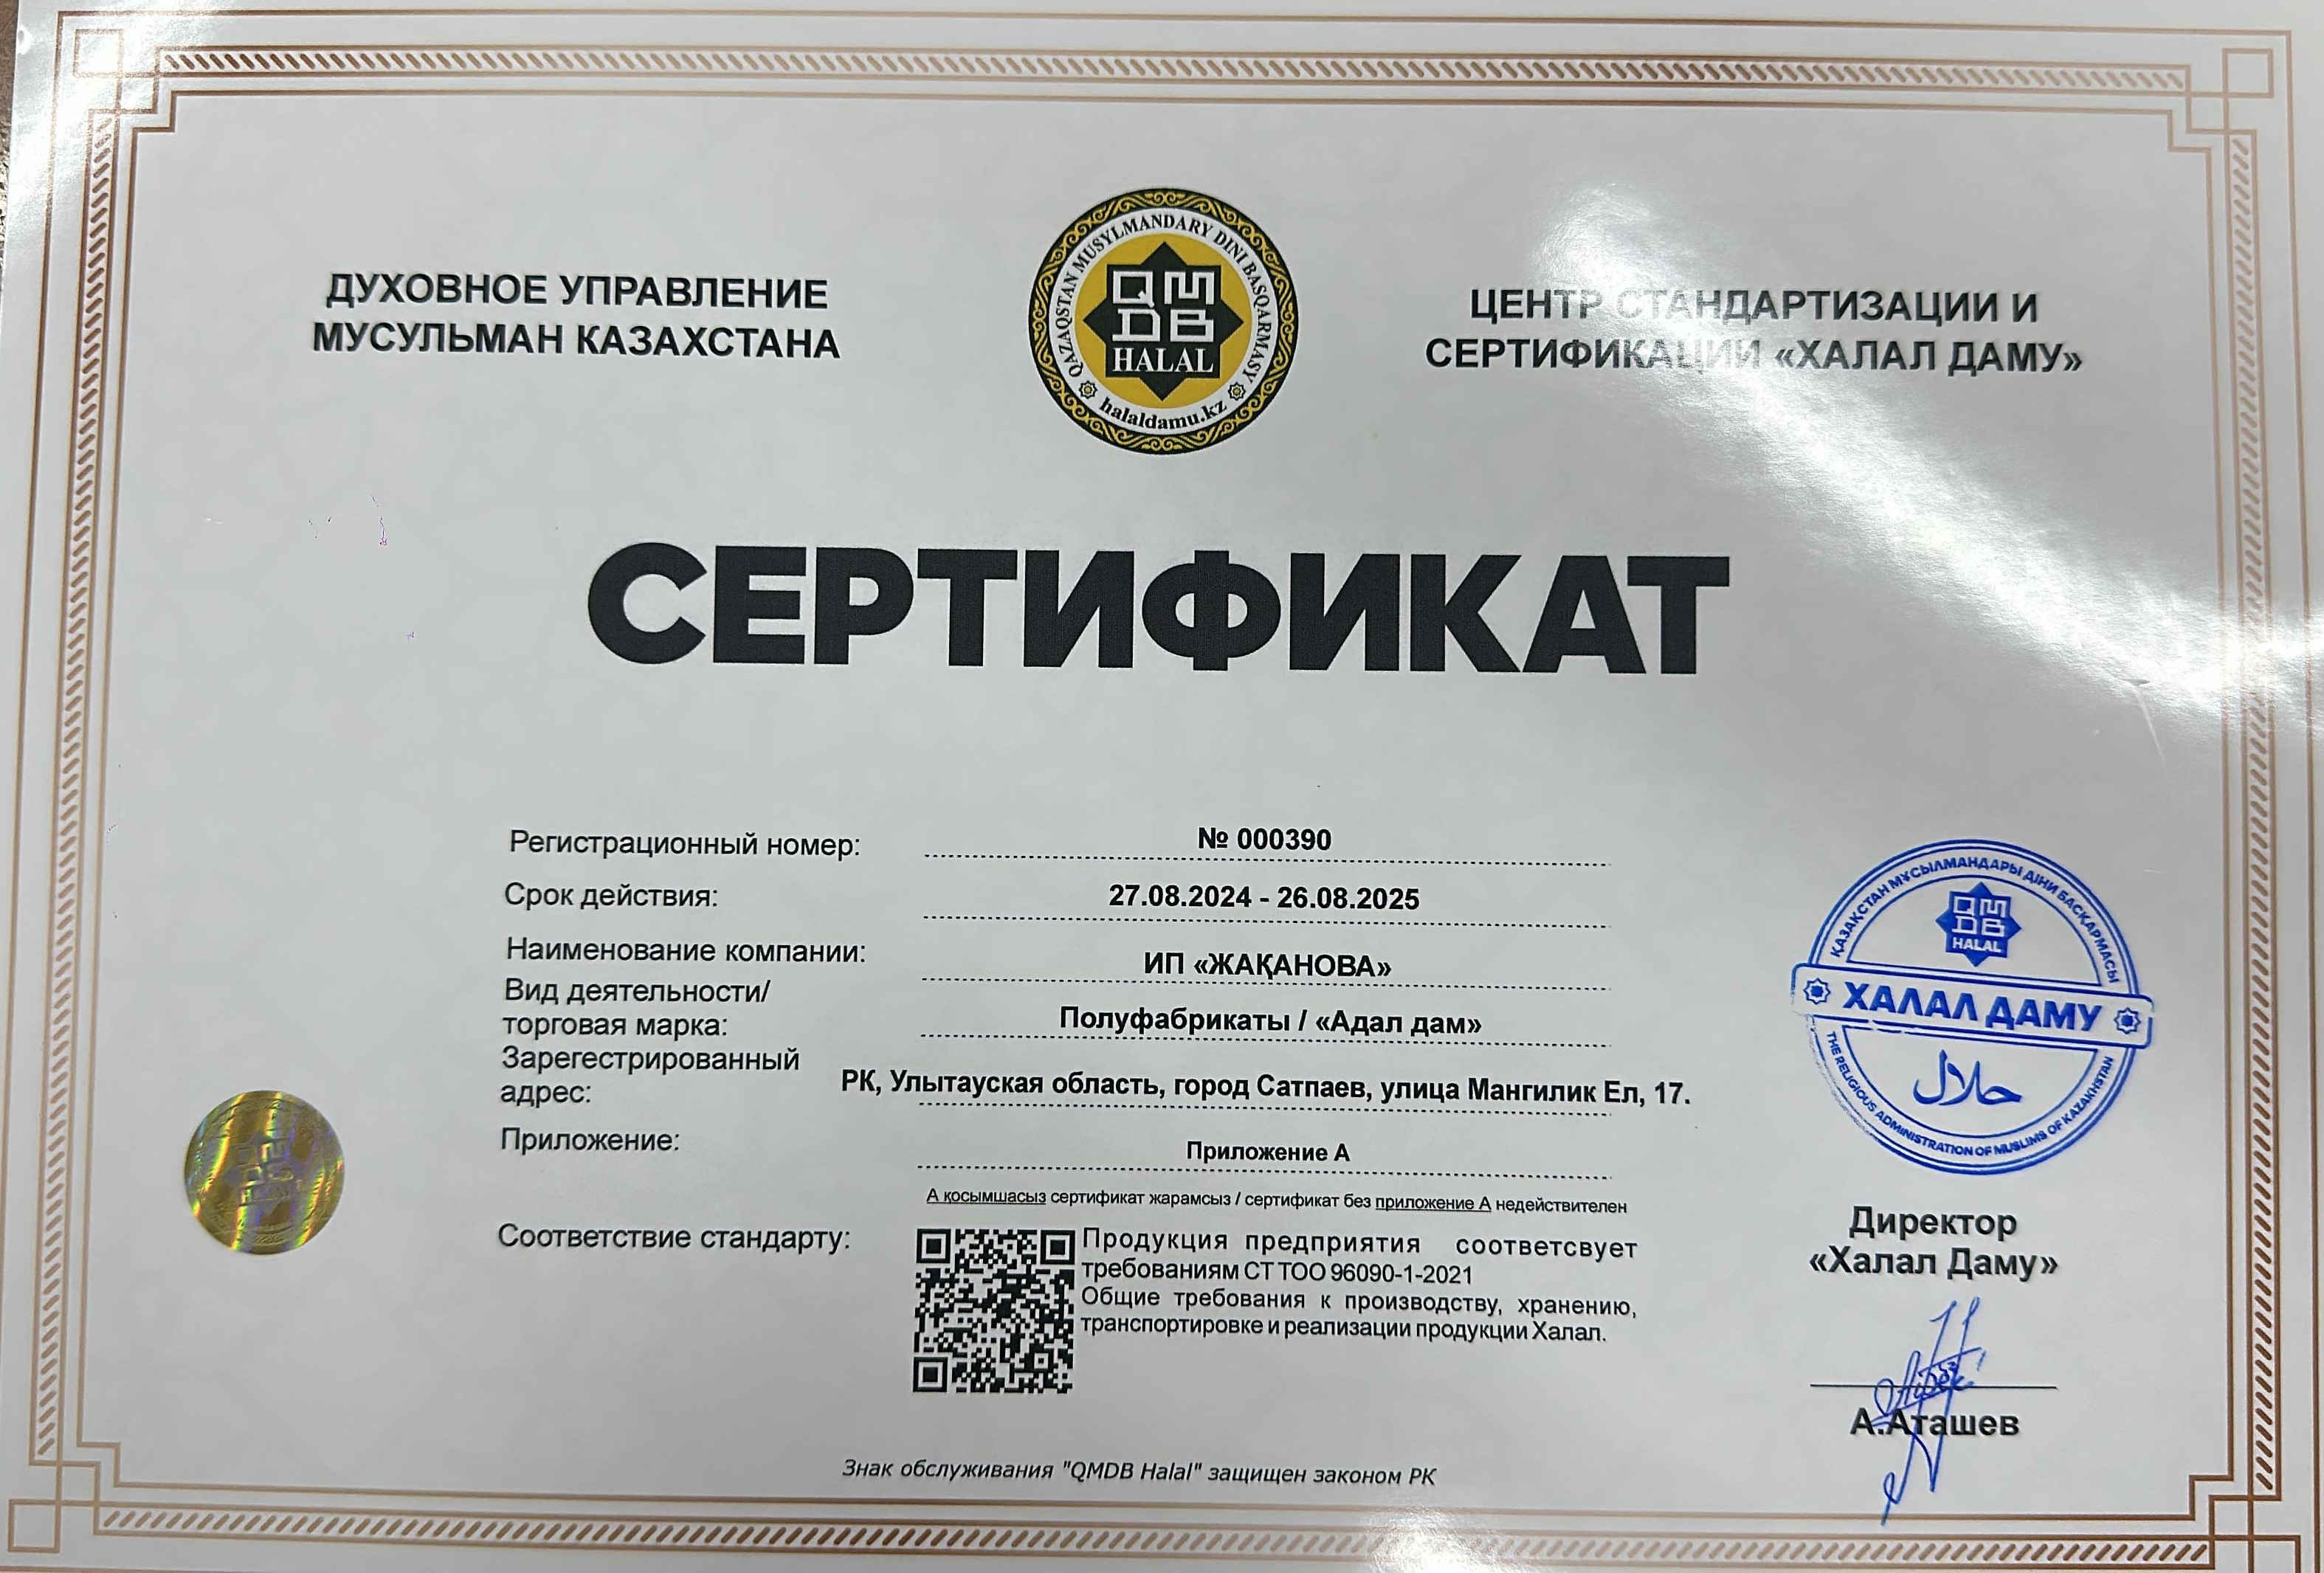 ДУХОВНОЕ УПРАВЛЕНИЕ
МУСУЛЬМАН КАЗАХСТАНА
QAZAQSTAN MUSYLMANDARY DINI BASQARMASY
QM
DB
HALAL
halaldamu.kz
ЦЕНТР СТАНДАРТИЗАЦИИ И
СЕРТИФИКАЦИИ «ХАЛАЛ ДАМУ»
СЕРТИФИКАТ
Регистрационный номер: № 000390
Срок действия: 27.08.2024 - 26.08.2025
Наименование компании: ИП «ЖАҚАНОВА»
Вид деятельности/
торговая марка: Полуфабрикаты / «Адал дам»
Зарегестрированный
адрес: РК, Улытауская область, город Сатпаев, улица Мангилик Ел, 17.
Приложение: Приложение А
А қосымшасыз сертификат жарамсыз / сертификат без приложение А недействителен
Соответствие стандарту:
Продукция предприятия соответсвует
требованиям СТ ТОО 96090-1-2021
Общие требования к производству, хранению,
транспортировке и реализации продукции Халал.
ҚАЗАҚСТАН МҰСЫЛМАНДАРЫ ДІНИ БАСҚАРМАСЫ
QM
DB
HALAL
ХАЛАЛ ДАМУ
حلال
THE RELIGIOUS ADMINISTRATION OF MUSLIMS OF KAZAKHSTAN
Директор
«Халал Даму»
А.Аташев
Знак обслуживания "QMDB Halal" защищен законом РК